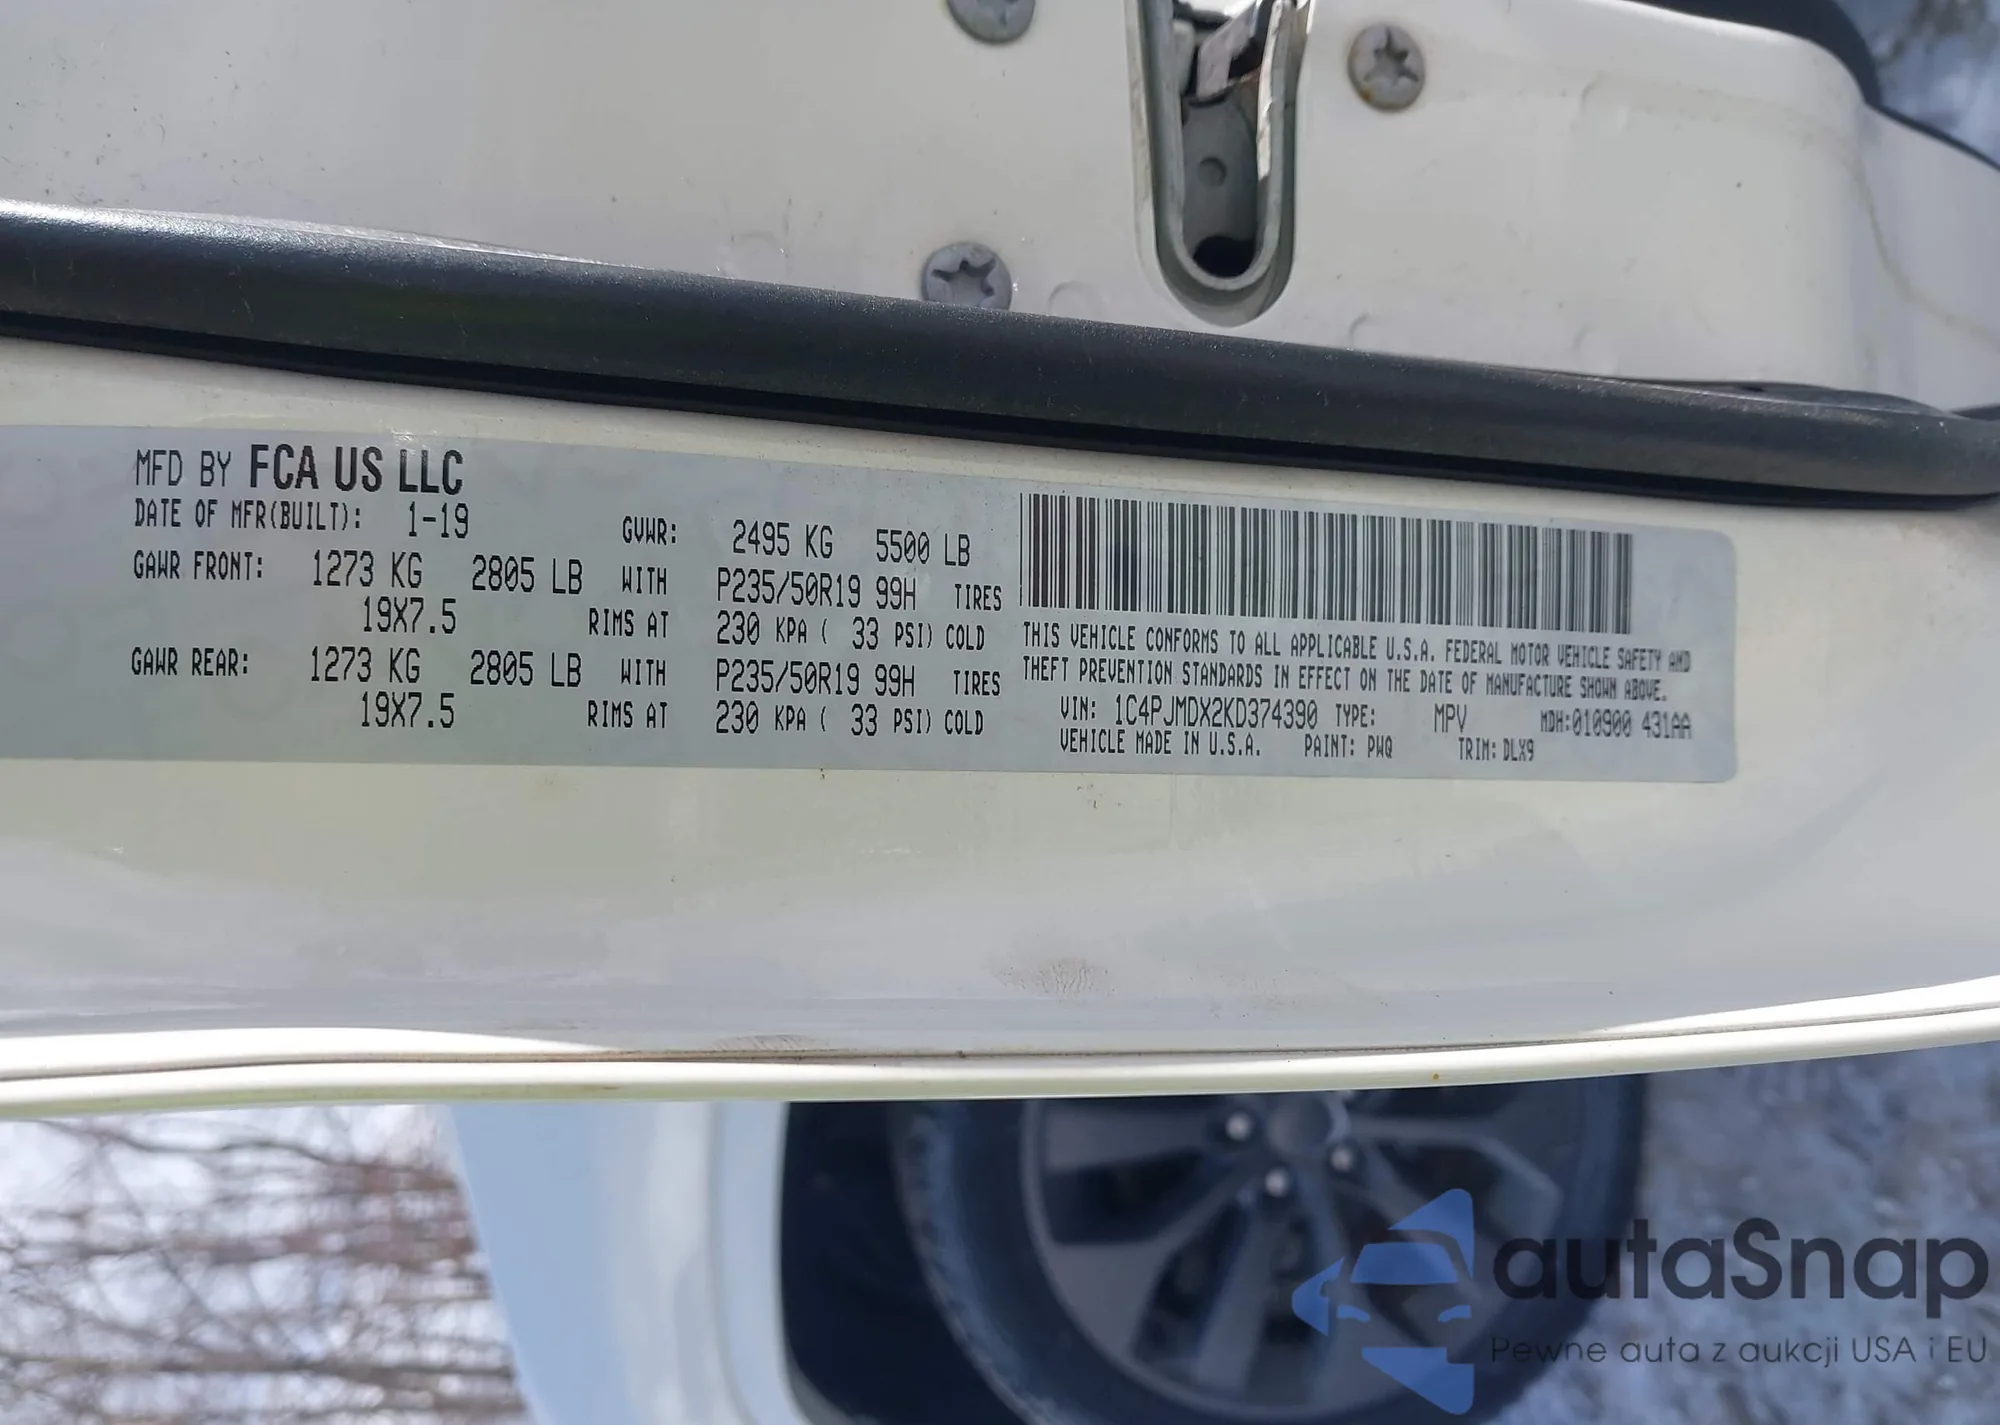 MFD BY FCA US LLC
DATE OF MFR(BUILT): 1-19 GVWR: 2495 KG 5500 LB
GAWR FRONT: 1273 KG 2805 LB WITH P235/50R19 99H TIRES
19X7.5 RIMS AT 230 KPA ( 33 PSI) COLD
GAWR REAR: 1273 KG 2805 LB WITH P235/50R19 99H TIRES
19X7.5 RIMS AT 230 KPA ( 33 PSI) COLD
THIS VEHICLE CONFORMS TO ALL APPLICABLE U.S.A. FEDERAL MOTOR VEHICLE SAFETY AND
THEFT PREVENTION STANDARDS IN EFFECT ON THE DATE OF MANUFACTURE SHOWN ABOVE.
VIN: 1C4PJMDX2KD374390 TYPE: MPV MDH:010900 431AA
VEHICLE MADE IN U.S.A. PAINT: PWQ TRIM: DLX9
autaSnap
Pewne auta z aukcji USA i EU